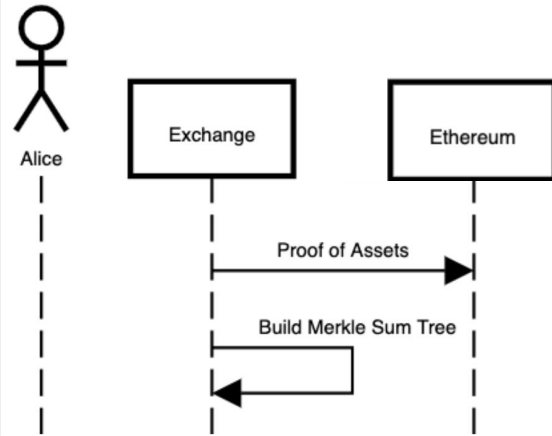 Exchange
Ethereum
Alice
Proof of Assets
Build Merkle Sum Tree